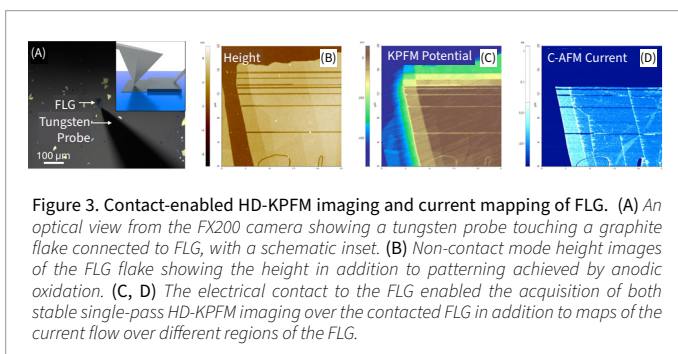 (A)
FLG
Tungsten
Probe
100 μm
Height
(B)
KPFM Potential
(C)
C-AFM Current
(D)
Figure 3. Contact-enabled HD-KPFM imaging and current mapping of FLG. (A) An
optical view from the FX200 camera showing a tungsten probe touching a graphite
flake connected to FLG, with a schematic inset. (B) Non-contact mode height images
of the FLG flake showing the height in addition to patterning achieved by anodic
oxidation. (C, D) The electrical contact to the FLG enabled the acquisition of both
stable single-pass HD-KPFM imaging over the contacted FLG in addition to maps of the
current flow over different regions of the FLG.